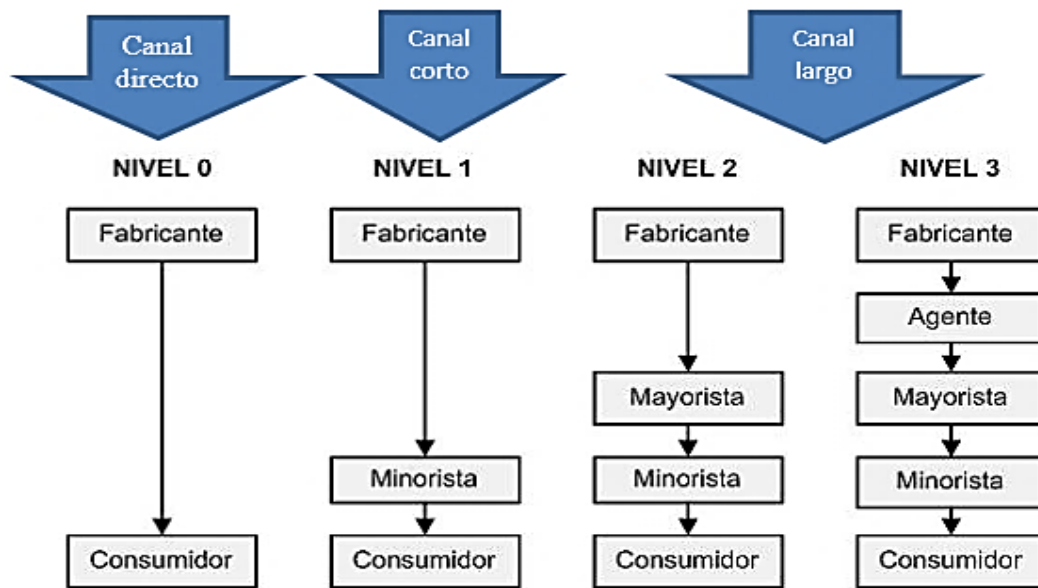 Canal
directo
Canal
corto
Canal
largo
NIVEL 0
NIVEL 1
NIVEL 2
NIVEL 3
Fabricante
Fabricante
Fabricante
Fabricante
Agente
Mayorista
Mayorista
Minorista
Minorista
Minorista
Consumidor
Consumidor
Consumidor
Consumidor